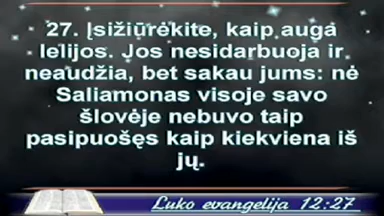 27. Įsižiūrėkite, kaip auga
lelijos. Jos nesidarbuoja ir
neaudžia, bet sakau jums: nė
Saliamonas visoje savo
šlovėje nebuvo taip
pasipuošęs kaip kiekviena iš
jų.
Luko evangelija 12:27